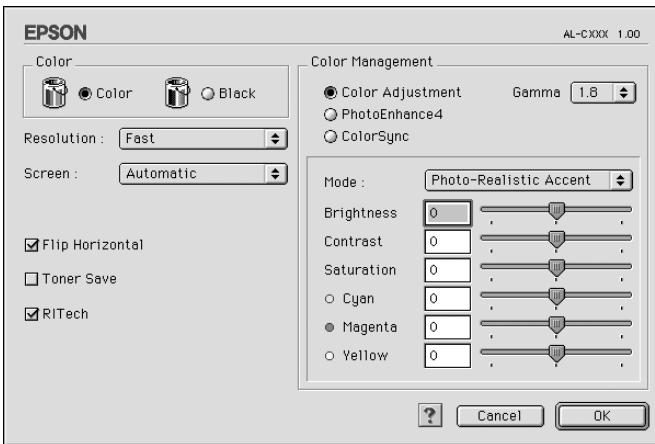 EPSON
AL-CXXX 1.00
Color
Color
Black
Resolution : Fast
Screen : Automatic
Flip Horizontal
Toner Save
RITech
Color Management
Color Adjustment
Gamma 1.8
PhotoEnhance4
ColorSync
Mode : Photo-Realistic Accent
Brightness 0
Contrast 0
Saturation 0
Cyan 0
Magenta 0
Yellow 0
?
Cancel
OK